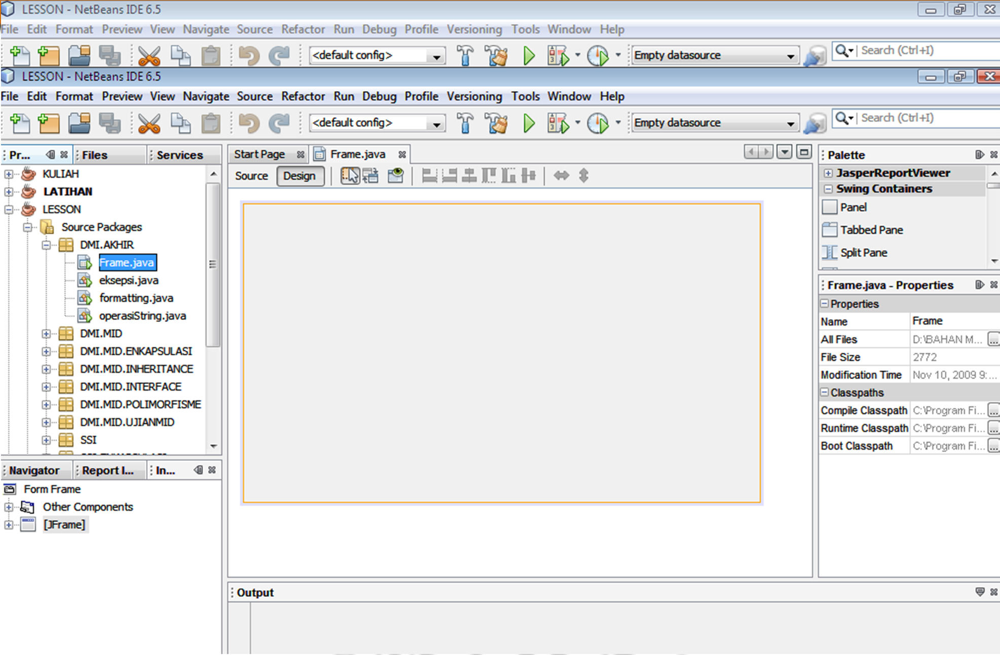 LESSON - NetBeans IDE 6.5
File Edit Format Preview View Navigate Source Refactor Run Debug Profile Versioning Tools Window Help
<default config> Empty datasource Search (Ctrl+I)
LESSON - NetBeans IDE 6.5
File Edit Format Preview View Navigate Source Refactor Run Debug Profile Versioning Tools Window Help
<default config> Empty datasource Search (Ctrl+I)
Pr... Files Services
KULIAH
LATIHAN
LESSON
Source Packages
DMI.AKHIR
Frame.java
eksepsi.java
formatting.java
operasiString.java
DMI.MID
DMI.MID.ENKAPSULASI
DMI.MID.INHERITANCE
DMI.MID.INTERFACE
DMI.MID.POLIMORFISME
DMI.MID.UJIANMID
SSI
Navigator Report I... In...
Form Frame
Other Components
[JFrame]
Start Page Frame.java
Source Design
Output
Palette
JasperReportViewer
Swing Containers
Panel
Tabbed Pane
Split Pane
Frame.java - Properties
Properties
Name Frame
All Files D:\BAHAN M... ...
File Size 2772
Modification Time Nov 10, 2009 9:...
Classpaths
Compile Classpath C:\Program Fi... ...
Runtime Classpath C:\Program Fi... ...
Boot Classpath C:\Program Fi... ...